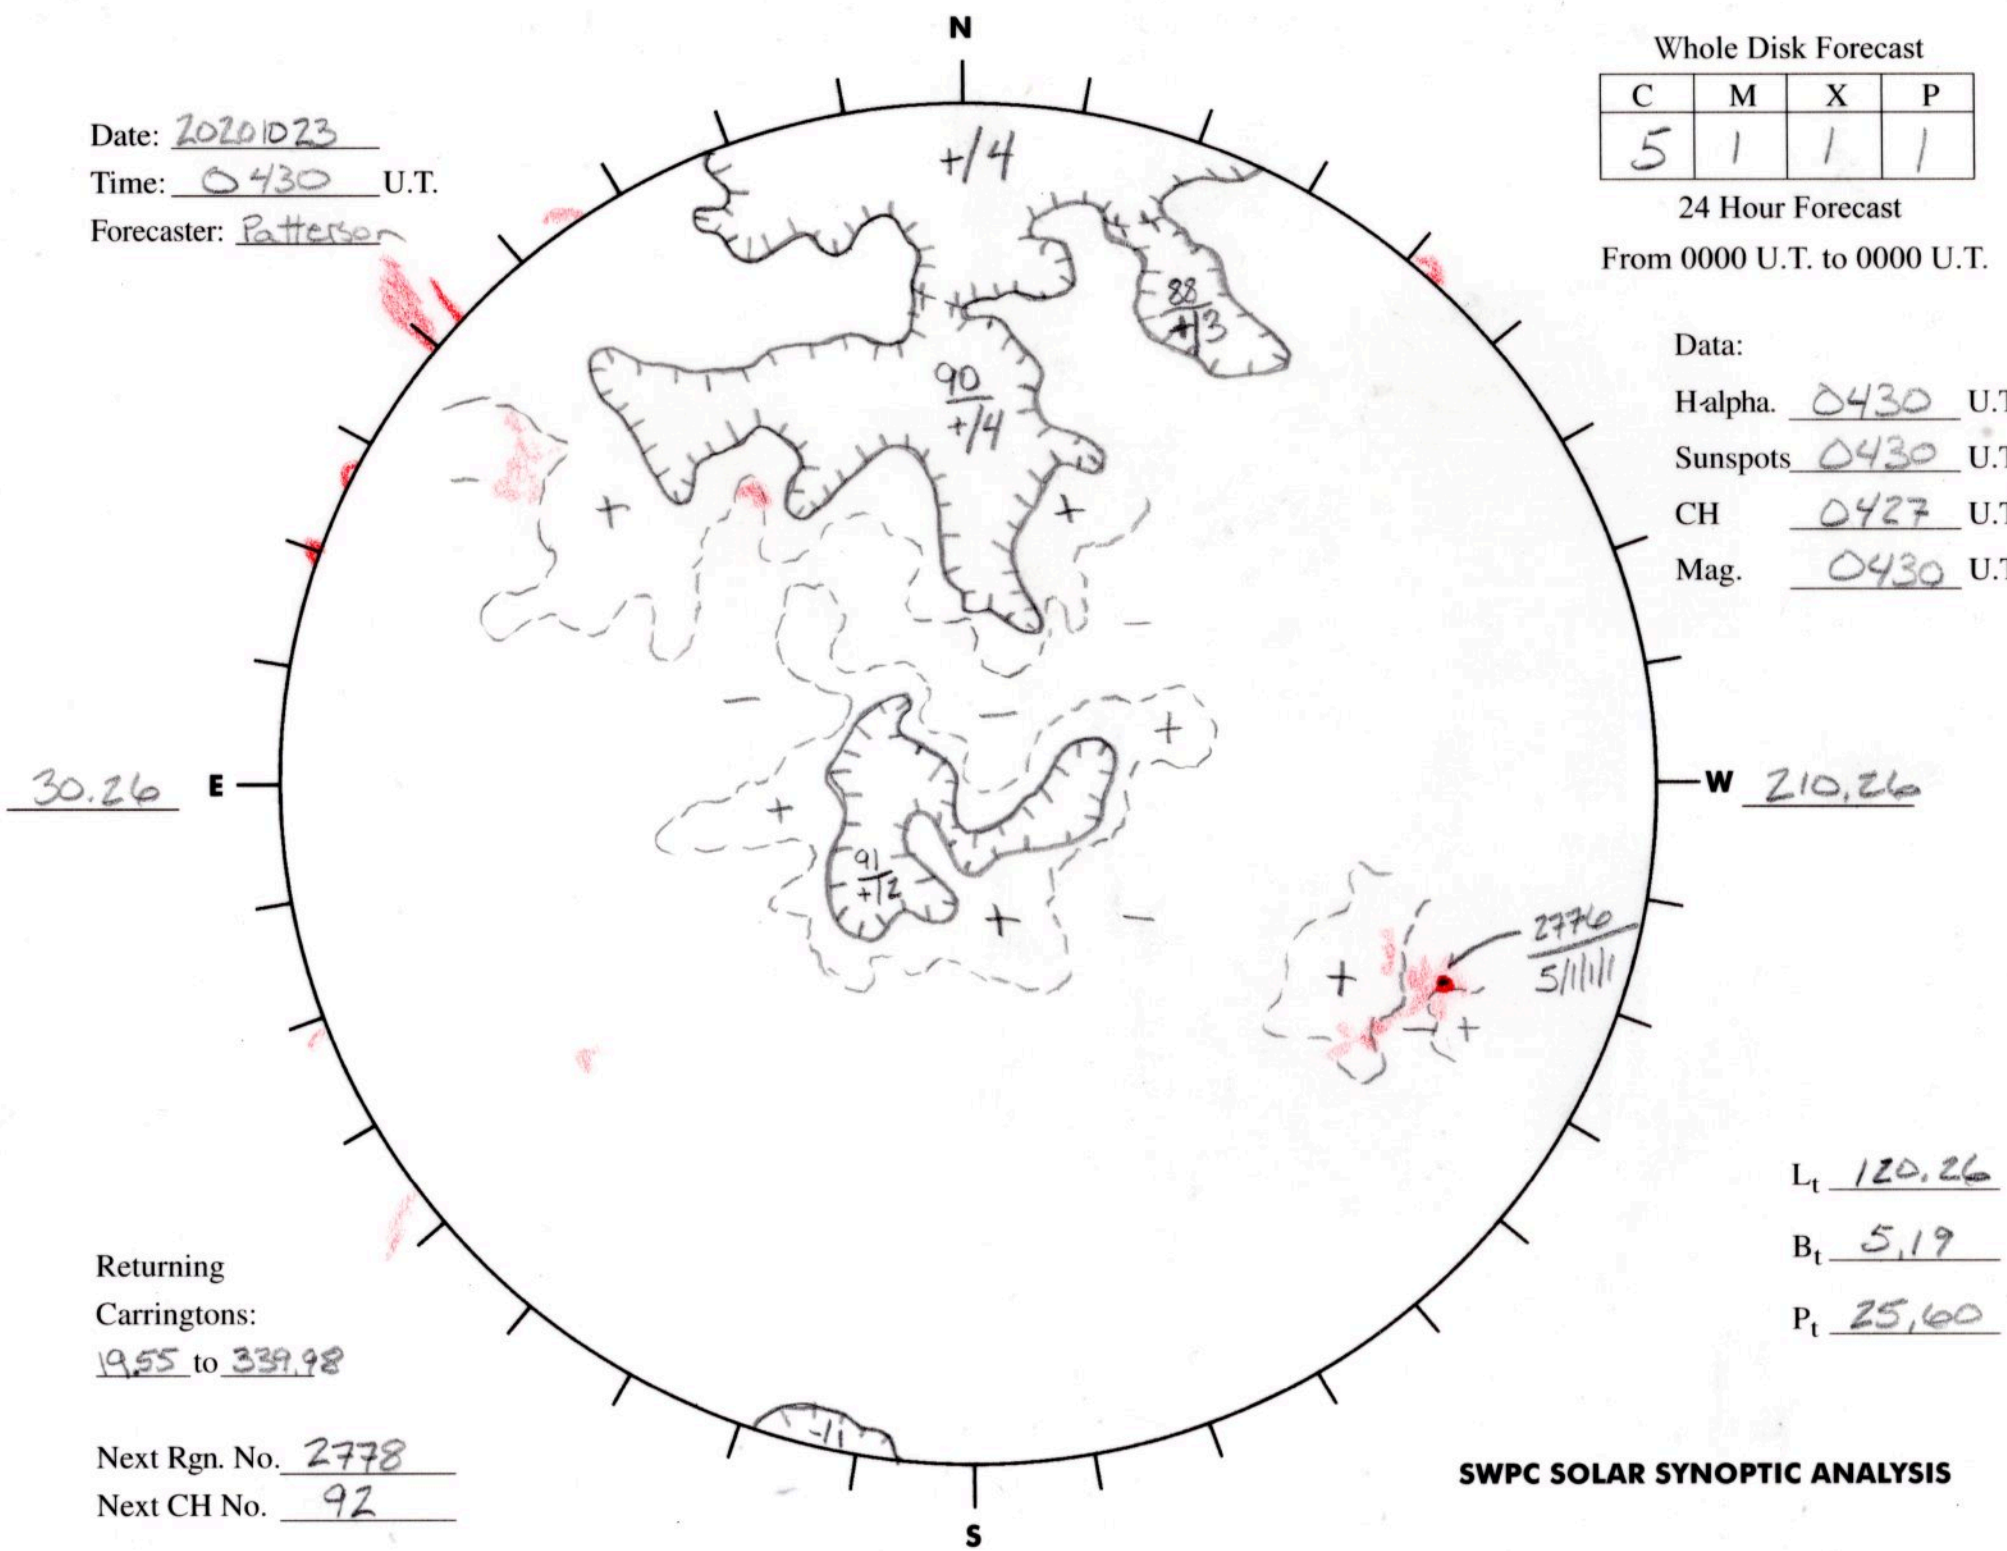 N
Whole Disk Forecast
C M X P
5 1 1 1
24 Hour Forecast
From 0000 U.T. to 0000 U.T.
Date: 20201023
Time: 0430 U.T.
Forecaster: Patterson
+/4
88
+/3
90
+/4
Data:
H-alpha. 0430 U.T
Sunspots 0430 U.T
CH 0427 U.T
Mag. 0430 U.T
+
+
−
−
−
−
+
30.26 E
W 210.26
+
91
+/2
+
−
2776
5/1/1/1
+
− +
Lt 120.26
Bt 5.19
Pt 25.60
Returning
Carringtons:
19.55 to 339.98
-/1
Next Rgn. No. 2778
Next CH No. 92
SWPC SOLAR SYNOPTIC ANALYSIS
S